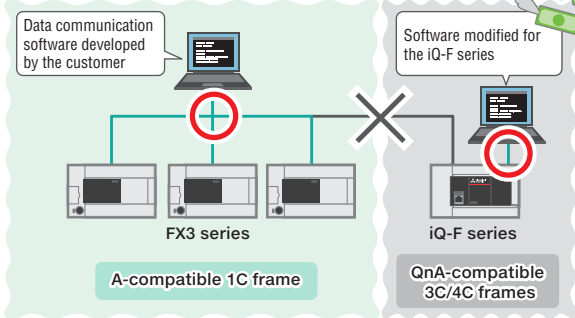 Data communication
software developed
by the customer
Software modified for
the iQ-F series
FX3 series
iQ-F series
A-compatible 1C frame
QnA-compatible
3C/4C frames